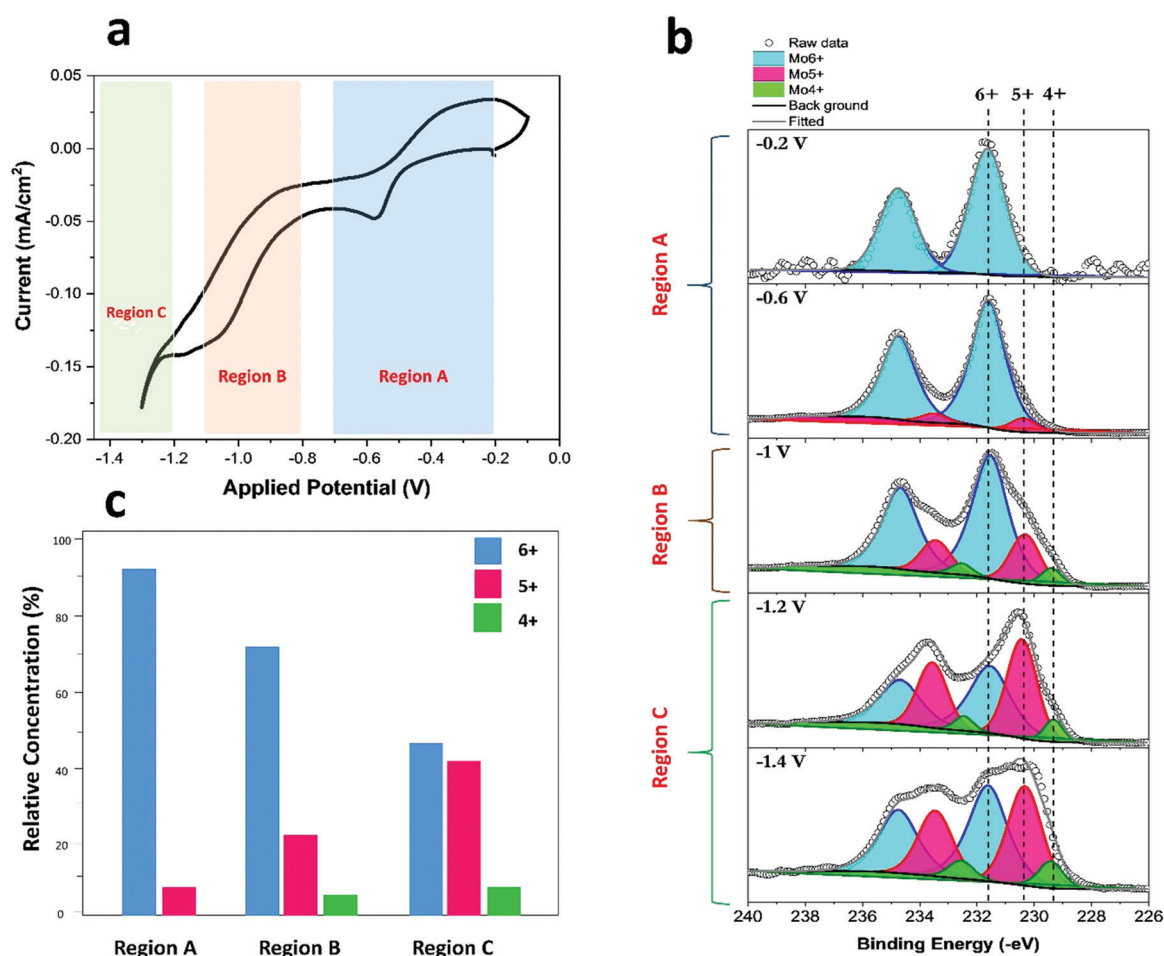 a
0.05
0.00
-0.05
-0.10
-0.15
-0.20
Current (mA/cm²)
Region C
Region B
Region A
-1.4
-1.2
-1.0
-0.8
-0.6
-0.4
-0.2
0.0
Applied Potential (V)
b
Raw data
Mo6+
Mo5+
Mo4+
Back ground
Fitted
6+
5+
4+
-0.2 V
-0.6 V
-1 V
-1.2 V
-1.4 V
Region A
Region B
Region C
240
236
234
232
230
228
226
Binding Energy (-eV)
c
100
80
60
40
20
0
Relative Concentration (%)
6+
5+
4+
Region A
Region B
Region C